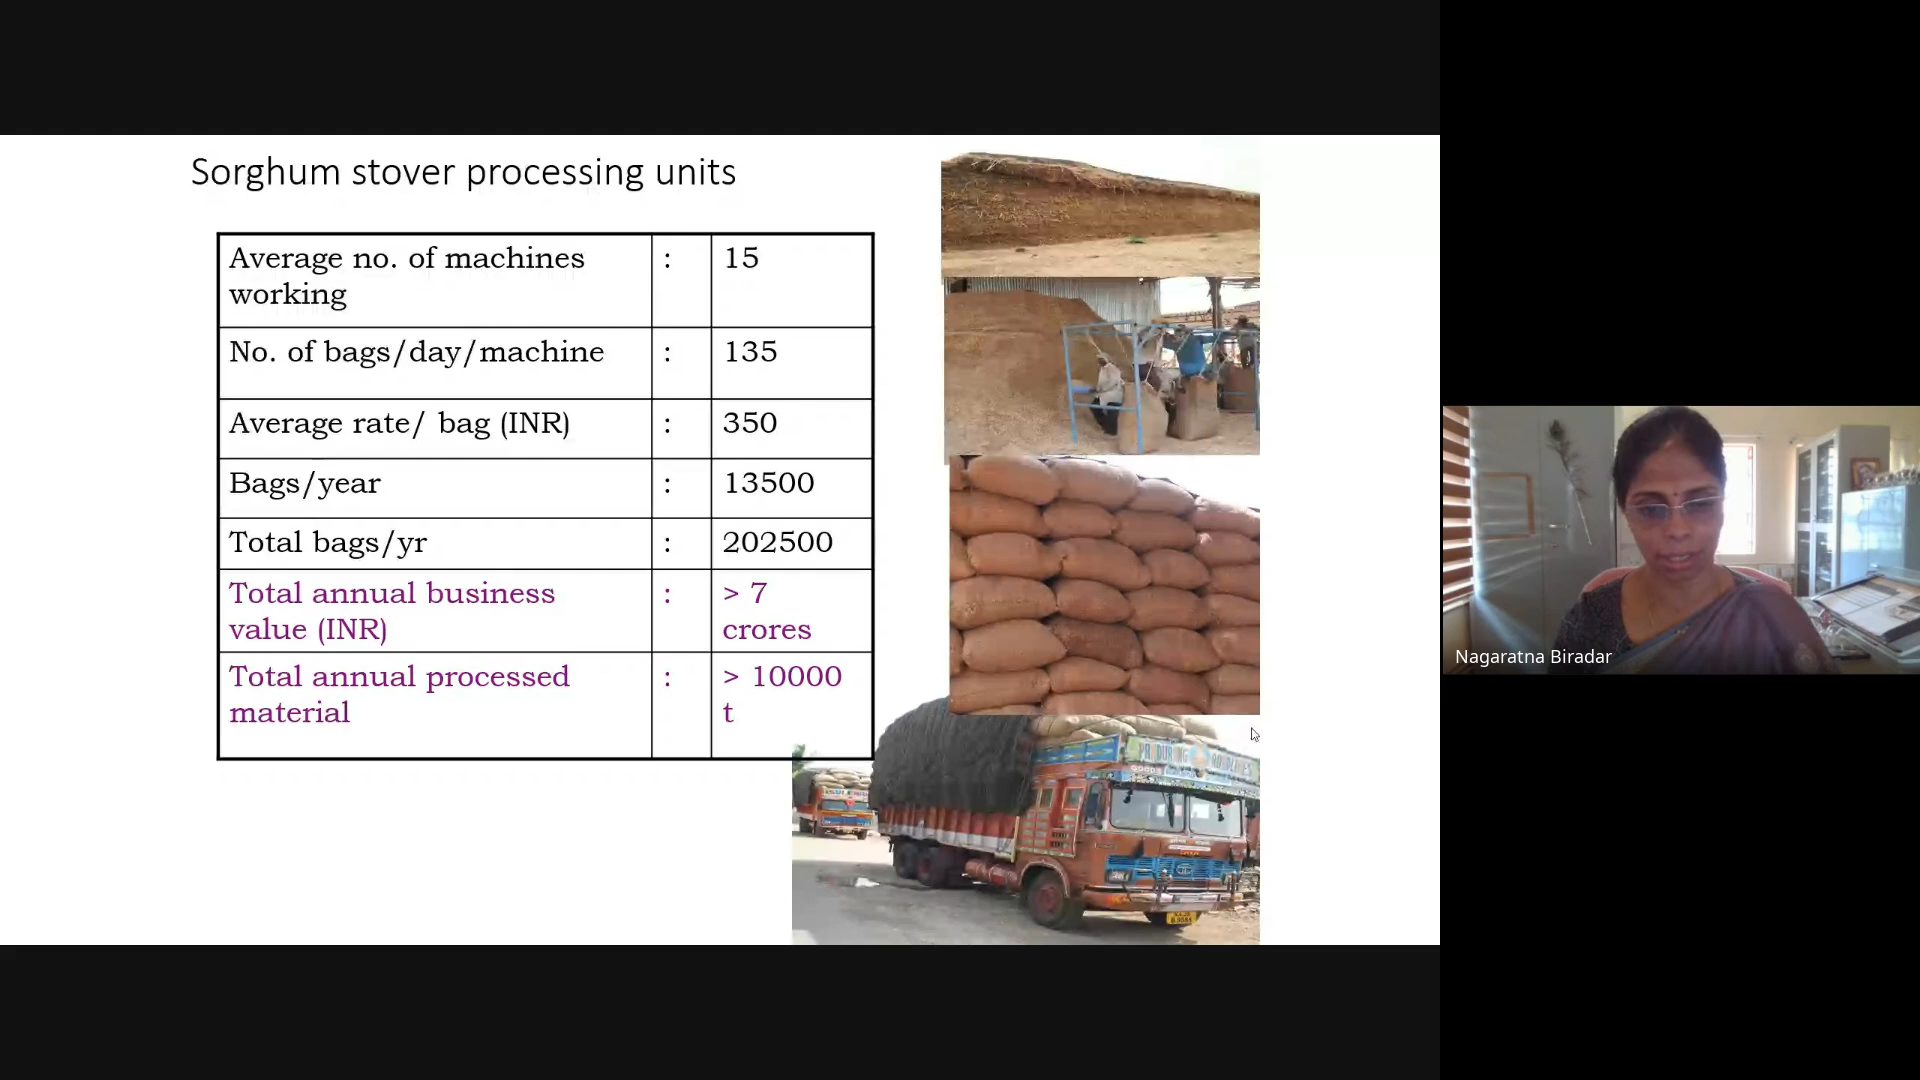 Sorghum stover processing units
Average no. of machines : 15
working
No. of bags/day/machine : 135
Average rate/ bag (INR) : 350
Bags/year : 13500
Total bags/yr : 202500
Total annual business : > 7
value (INR) crores
Total annual processed : > 10000
material t
Nagaratna Biradar